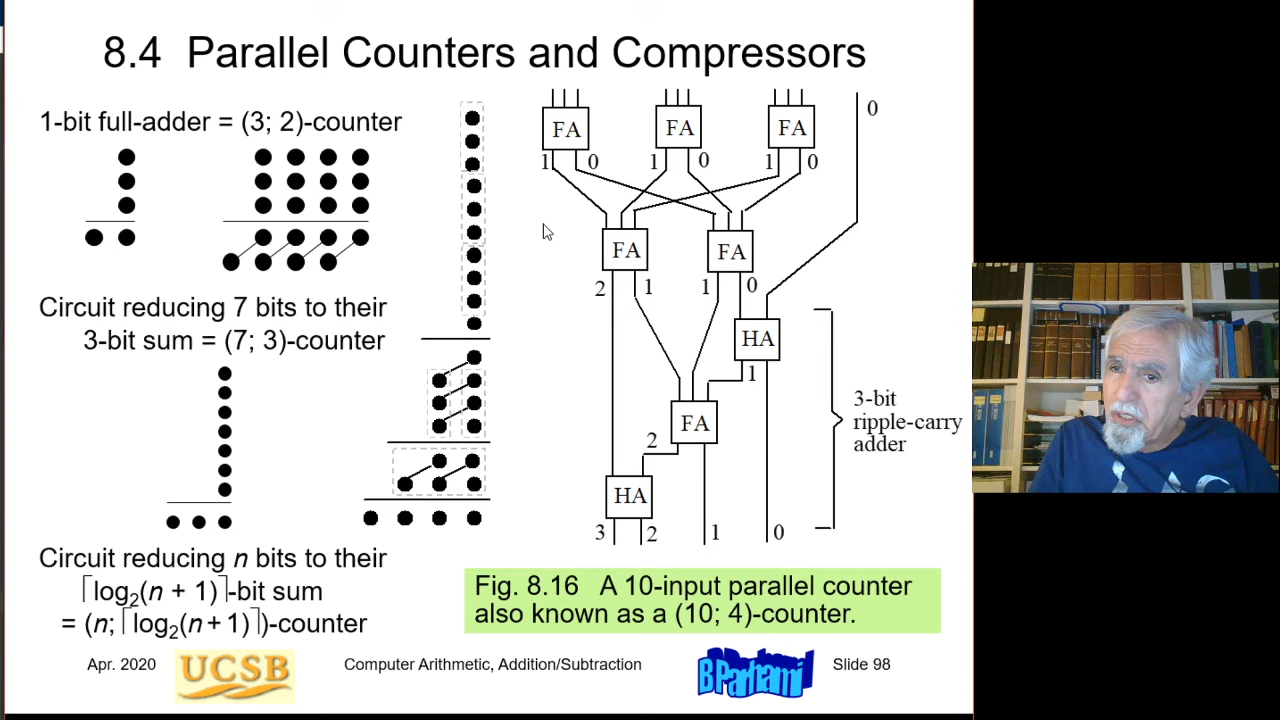 8.4 Parallel Counters and Compressors
1-bit full-adder = (3; 2)-counter
Circuit reducing 7 bits to their
3-bit sum = (7; 3)-counter
Circuit reducing n bits to their
⌈log₂(n + 1)⌉-bit sum
= (n; ⌈log₂(n + 1)⌉)-counter
FA FA FA 0
1 0 1 0 1 0
FA FA
2 1 1 0
HA
1
FA
2
HA
3 2 1 0
3-bit
ripple-carry
adder
Fig. 8.16 A 10-input parallel counter
also known as a (10; 4)-counter.
Apr. 2020
UCSB
Computer Arithmetic, Addition/Subtraction
B Parhami
Slide 98